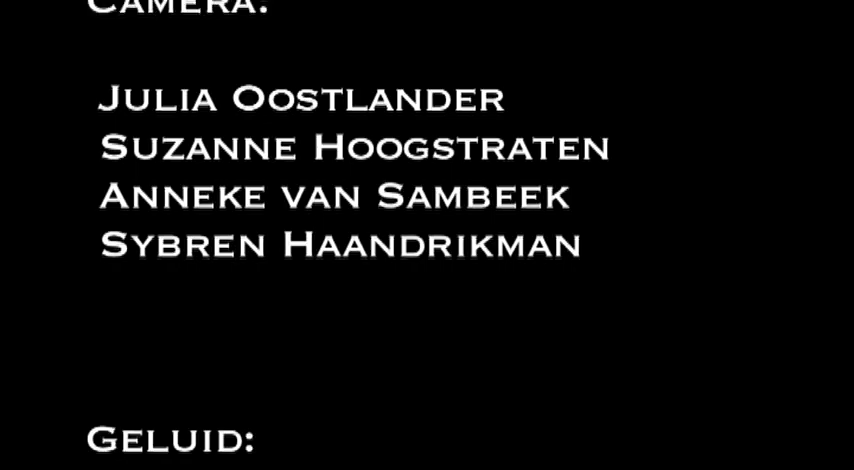 Camera:
Julia Oostlander
Suzanne Hoogstraten
Anneke van Sambeek
Sybren Haandrikman
Geluid: